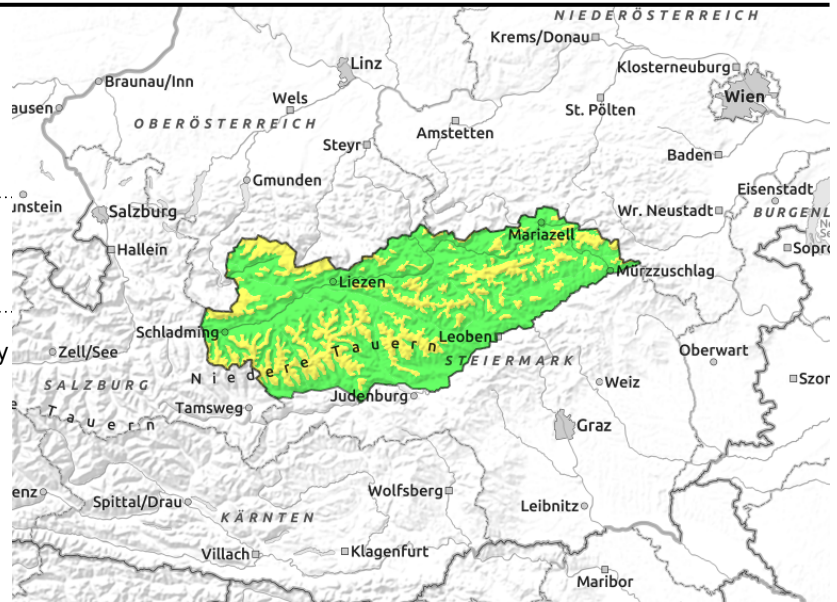 NIEDERÖSTERREICH
Krems/Donau
Linz
Klosterneuburg
Braunau/Inn
Wien
ausen
Wels
St. Pölten
OBERÖSTERREICH
Amstetten
Steyr
Baden
Gmunden
Eisenstadt
unstein
Salzburg
Wr. Neustadt
BURGENL
Mariazell
Hallein
Sopro
Mürzzuschlag
Liezen
Schladming
Leoben
Zell/See
Niedere Tauern
STEIERMARK
Oberwart
SALZBURG
Weiz
Szom
Tamsweg
Judenburg
Tauern
Graz
enz
Spittal/Drau
Wolfsberg
Leibnitz
KÄRNTEN
Villach
Klagenfurt
Maribor